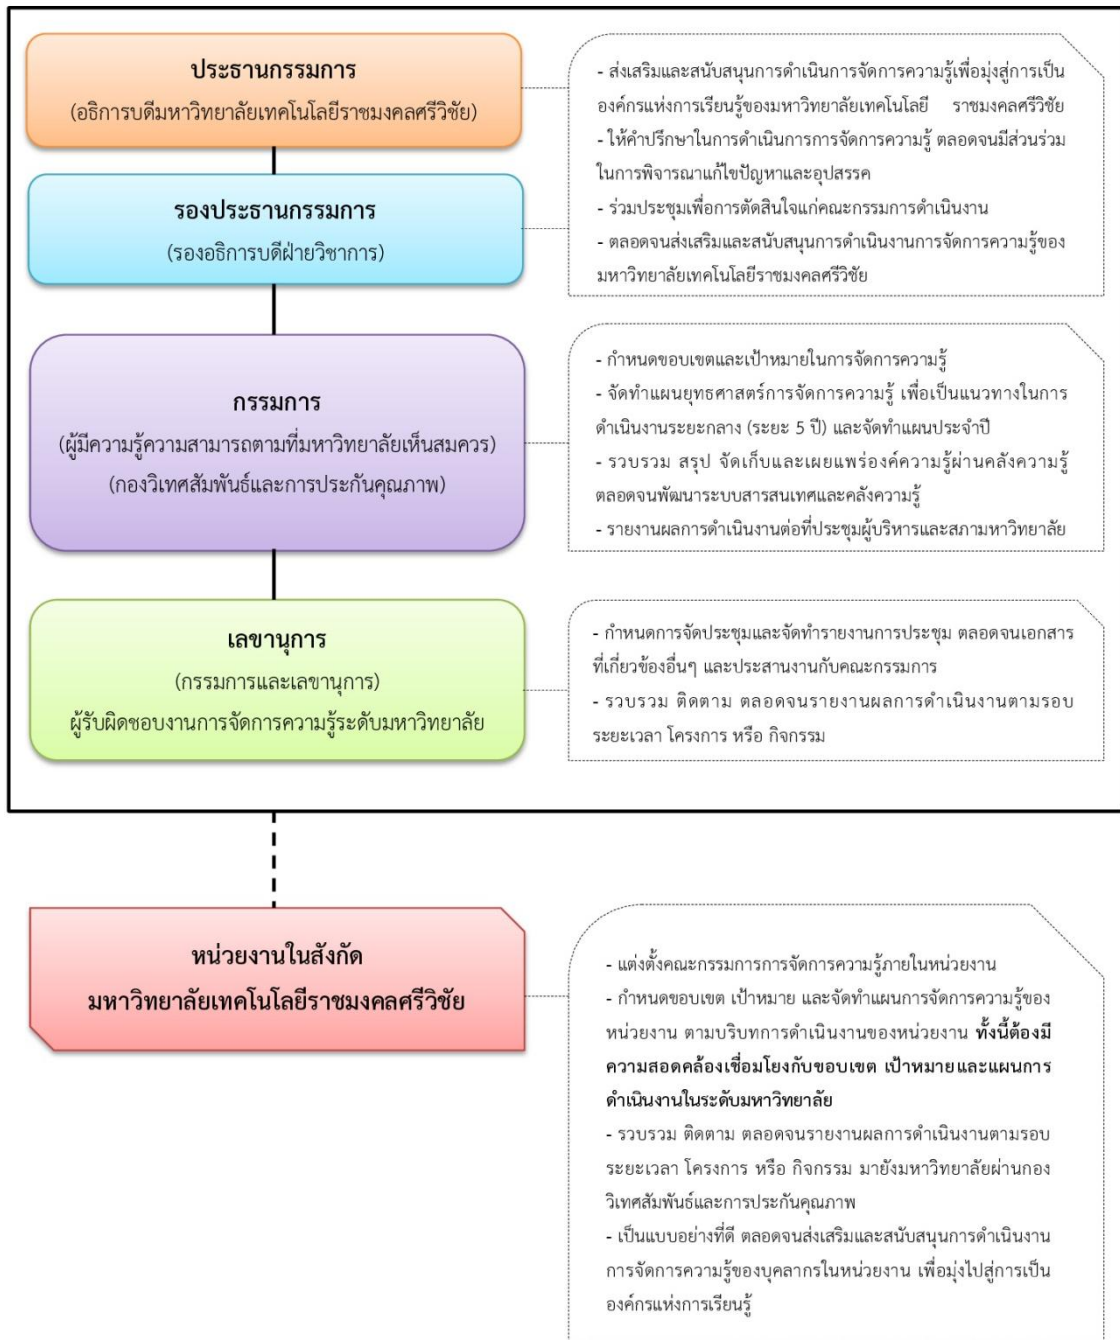 ประธานกรรมการ
(อธิการบดีมหาวิทยาลัยเทคโนโลยีราชมงคลศรีวิชัย)
รองประธานกรรมการ
(รองอธิการบดีฝ่ายวิชาการ)
- ส่งเสริมและสนับสนุนการดำเนินการจัดการความรู้เพื่อมุ่งสู่การเป็น
องค์กรแห่งการเรียนรู้ของมหาวิทยาลัยเทคโนโลยี ราชมงคลศรีวิชัย
- ให้คำปรึกษาในการดำเนินการการจัดการความรู้ ตลอดจนมีส่วนร่วม
ในการพิจารณาแก้ไขปัญหาและอุปสรรค
- ร่วมประชุมเพื่อการตัดสินใจแก่คณะกรรมการดำเนินงาน
- ตลอดจนส่งเสริมและสนับสนุนการดำเนินงานการจัดการความรู้ของ
มหาวิทยาลัยเทคโนโลยีราชมงคลศรีวิชัย
กรรมการ
(ผู้มีความรู้ความสามารถตามที่มหาวิทยาลัยเห็นสมควร)
(กองวิเทศสัมพันธ์และการประกันคุณภาพ)
- กำหนดขอบเขตและเป้าหมายในการจัดการความรู้
- จัดทำแผนยุทธศาสตร์การจัดการความรู้ เพื่อเป็นแนวทางในการ
ดำเนินงานระยะกลาง (ระยะ 5 ปี) และจัดทำแผนประจำปี
- รวบรวม สรุป จัดเก็บและเผยแพร่องค์ความรู้ผ่านคลังความรู้
ตลอดจนพัฒนาระบบสารสนเทศและคลังความรู้
- รายงานผลการดำเนินงานต่อที่ประชุมผู้บริหารและสภามหาวิทยาลัย
เลขานุการ
(กรรมการและเลขานุการ)
ผู้รับผิดชอบงานการจัดการความรู้ระดับมหาวิทยาลัย
- กำหนดการจัดประชุมและจัดทำรายงานการประชุม ตลอดจนเอกสาร
ที่เกี่ยวข้องอื่นๆ และประสานงานกับคณะกรรมการ
- รวบรวม ติดตาม ตลอดจนรายงานผลการดำเนินงานตามรอบ
ระยะเวลา โครงการ หรือ กิจกรรม
หน่วยงานในสังกัด
มหาวิทยาลัยเทคโนโลยีราชมงคลศรีวิชัย
- แต่งตั้งคณะกรรมการการจัดการความรู้ภายในหน่วยงาน
- กำหนดขอบเขต เป้าหมาย และจัดทำแผนการจัดการความรู้ของ
หน่วยงาน ตามบริบทการดำเนินงานของหน่วยงาน ทั้งนี้ต้องมี
ความสอดคล้องเชื่อมโยงกับขอบเขต เป้าหมายและแผนการ
ดำเนินงานในระดับมหาวิทยาลัย
- รวบรวม ติดตาม ตลอดจนรายงานผลการดำเนินงานตามรอบ
ระยะเวลา โครงการ หรือ กิจกรรม มายังมหาวิทยาลัยผ่านกอง
วิเทศสัมพันธ์และการประกันคุณภาพ
- เป็นแบบอย่างที่ดี ตลอดจนส่งเสริมและสนับสนุนการดำเนินงาน
การจัดการความรู้ของบุคลากรในหน่วยงาน เพื่อมุ่งไปสู่การเป็น
องค์กรแห่งการเรียนรู้